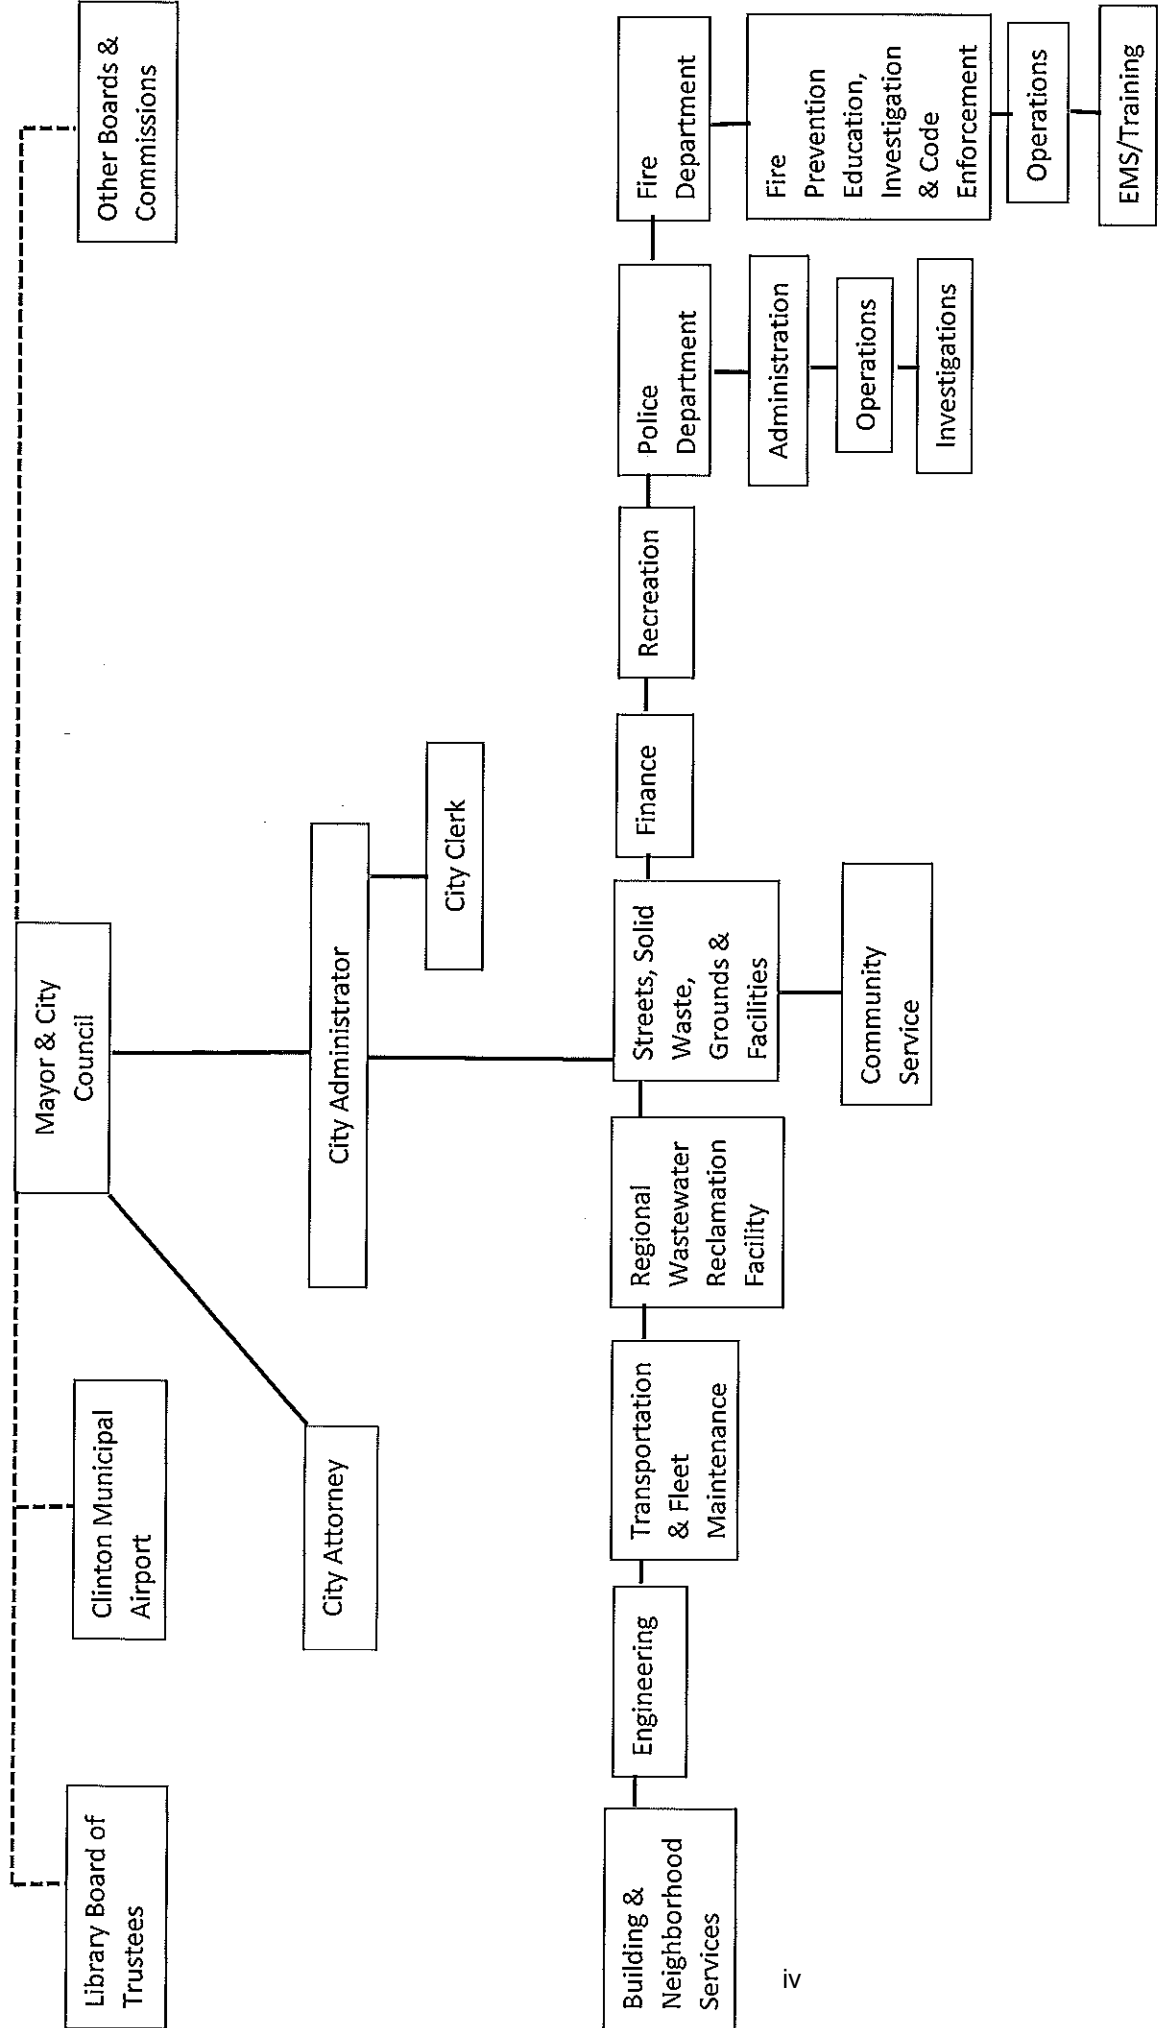 Mayor & City
Council
Library Board of
Trustees
Clinton Municipal
Airport
Other Boards &
Commissions
City Attorney
City Administrator
City Clerk
Building &
Neighborhood
Services
Engineering
Transportation
& Fleet
Maintenance
Regional
Wastewater
Reclamation
Facility
Streets, Solid
Waste,
Grounds &
Facilities
Community
Service
Finance
Recreation
Police
Department
Administration
Operations
Investigations
Fire
Department
Fire
Prevention
Education,
Investigation
& Code
Enforcement
Operations
EMS/Training
iv